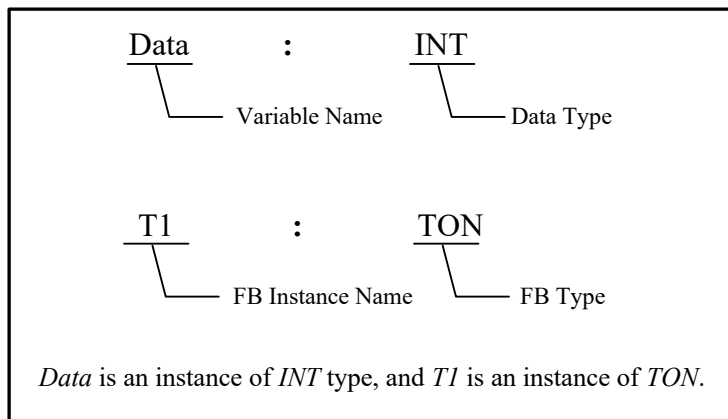 Data : INT
Variable Name Data Type
T1 : TON
FB Instance Name FB Type
Data is an instance of INT type, and T1 is an instance of TON.